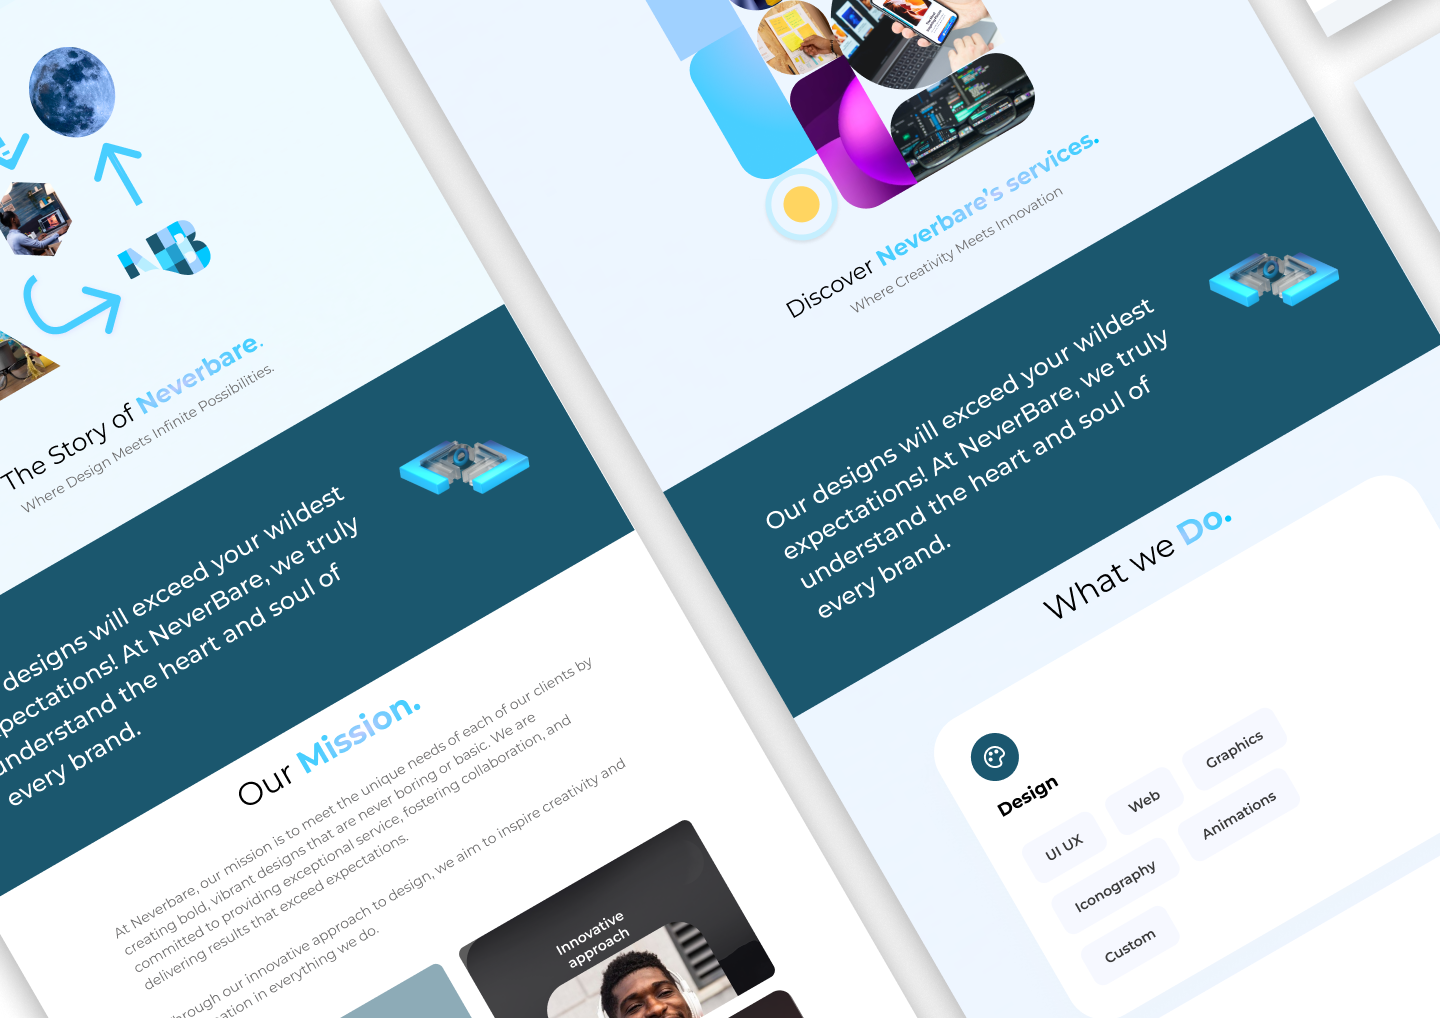 NB
The Story of Neverbare.
Where Design Meets Infinite Possibilities.
designs will exceed your wildest
pectations! At NeverBare, we truly
understand the heart and soul of
every brand.
Our Mission.
At Neverbare, our mission is to meet the unique needs of each of our clients by
creating bold, vibrant designs that are never boring or basic. We are
committed to providing exceptional service, fostering collaboration, and
delivering results that exceed expectations.
hrough our innovative approach to design, we aim to inspire creativity and
ation in everything we do.
Innovative
approach
Discover Neverbare's services.
Where Creativity Meets Innovation
Our designs will exceed your wildest
expectations! At NeverBare, we truly
understand the heart and soul of
every brand.
What we Do.
Design
UI UX
Web
Graphics
Iconography
Animations
Custom